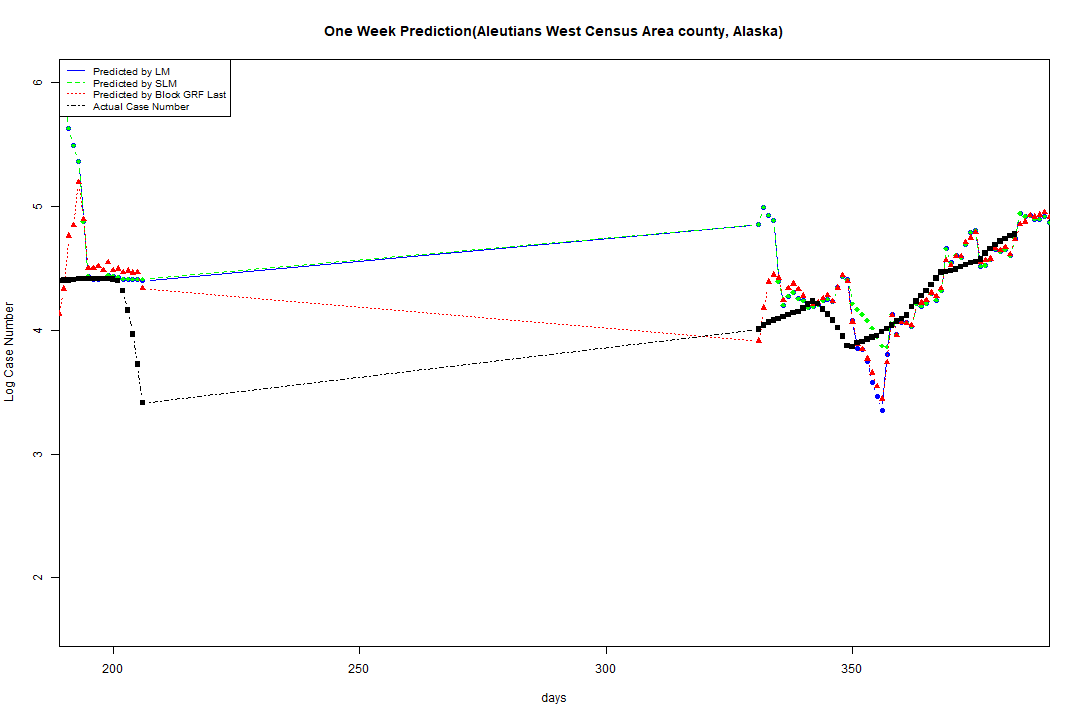 One Week Prediction(Aleutians West Census Area county, Alaska)
Predicted by LM
Predicted by SLM
Predicted by Block GRF Last
Actual Case Number
6
5
4
3
2
Log Case Number
200
250
300
350
days